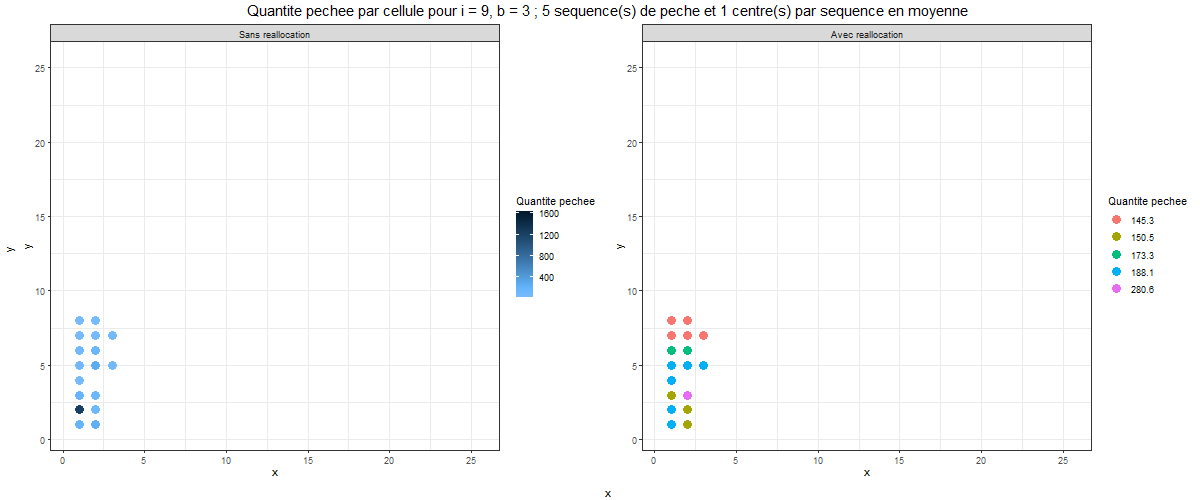 Quantite pechee par cellule pour i = 9, b = 3 ; 5 sequence(s) de peche et 1 centre(s) par sequence en moyenne
Sans reallocation
25
20
15
10
5
0
y
y
0 5 10 15 20 25
x
Quantite pechee
1600
1200
800
400
Avec reallocation
25
20
15
10
5
0
y
0 5 10 15 20 25
x
Quantite pechee
145.3
150.5
173.3
188.1
280.6
x